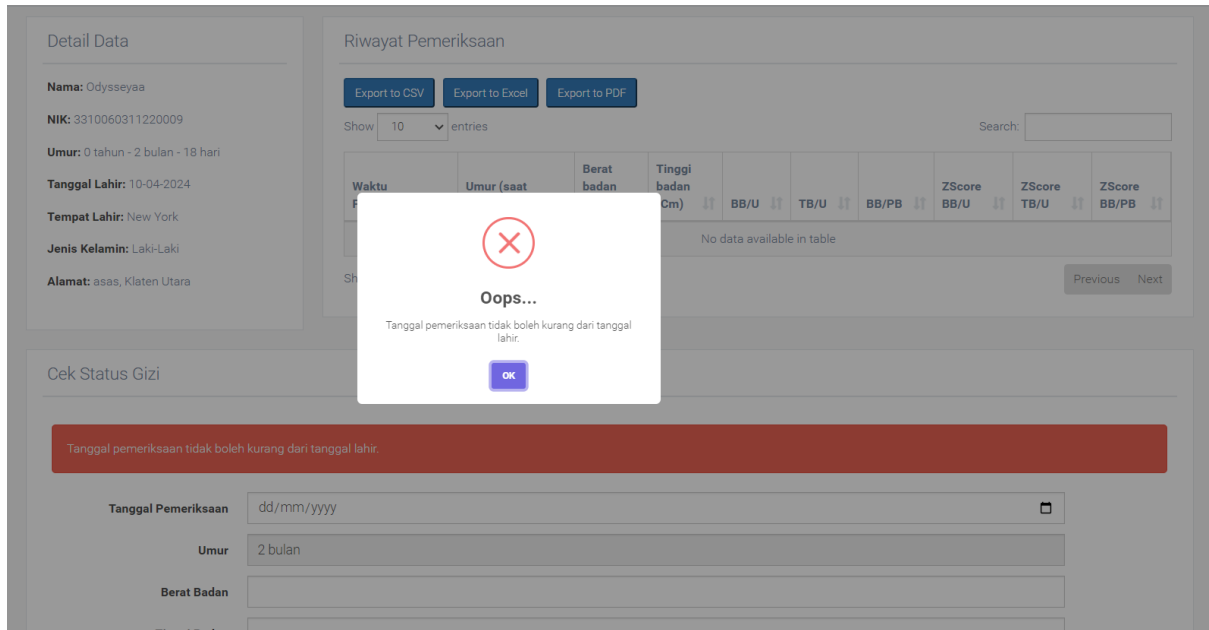 Detail Data
Nama: Odysseyaa
NIK: 3310060311220009
Umur: 0 tahun - 2 bulan - 18 hari
Tanggal Lahir: 10-04-2024
Tempat Lahir: New York
Jenis Kelamin: Laki-Laki
Alamat: asas, Klaten Utara
Riwayat Pemeriksaan
Export to CSV Export to Excel Export to PDF
Show 10 entries Search:
Waktu Umur (saat Berat badan Tinggi badan Cm) BB/U TB/U BB/PB ZScore BB/U ZScore TB/U ZScore BB/PB
No data available in table
Previous Next
Oops...
Tanggal pemeriksaan tidak boleh kurang dari tanggal
lahir.
OK
Cek Status Gizi
Tanggal pemeriksaan tidak boleh kurang dari tanggal lahir.
Tanggal Pemeriksaan dd/mm/yyyy
Umur 2 bulan
Berat Badan